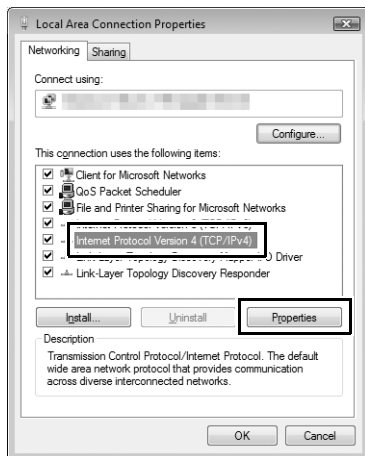 Local Area Connection Properties
Networking
Sharing
Connect using:
Configure...
This connection uses the following items:
Client for Microsoft Networks
QoS Packet Scheduler
File and Printer Sharing for Microsoft Networks
Internet Protocol Version 4 (TCP/IPv4)
Driver
Link-Layer Topology Discovery Responder
Install...
Uninstall
Properties
Description
Transmission Control Protocol/Internet Protocol. The default
wide area network protocol that provides communication
across diverse interconnected networks.
OK
Cancel